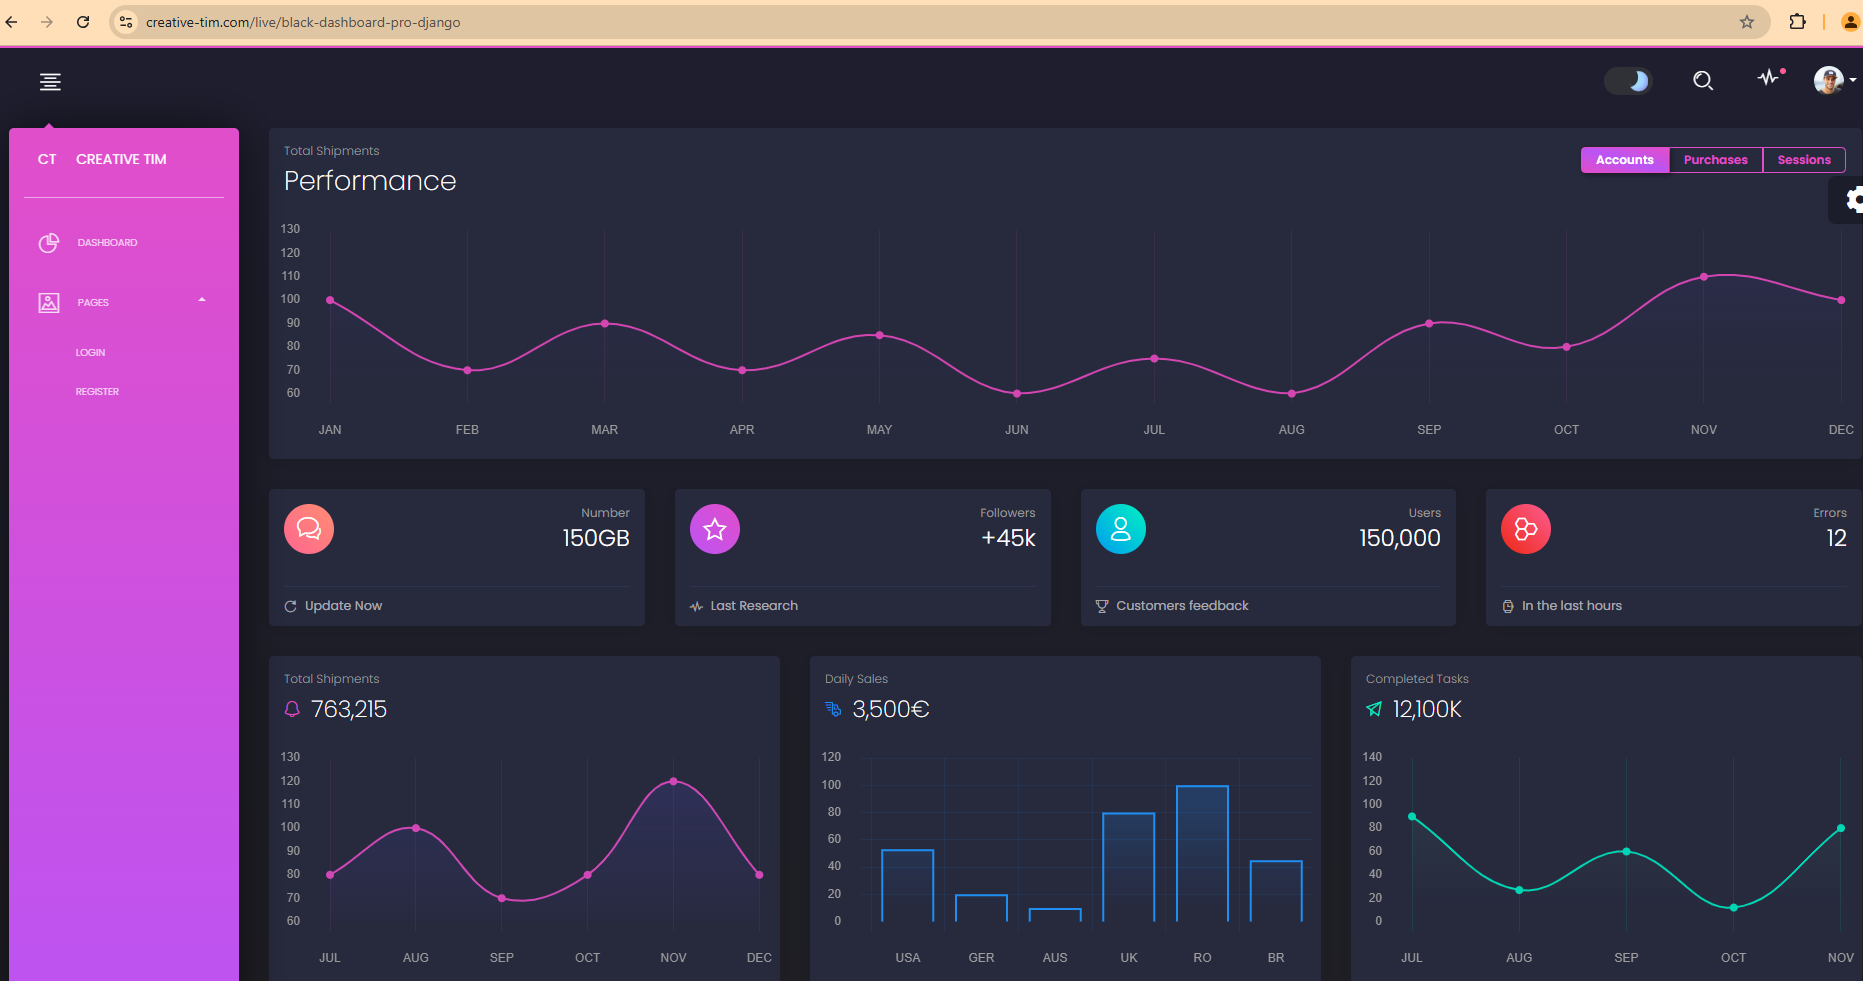 creative-tim.com/live/black-dashboard-pro-django
CT CREATIVE TIM
DASHBOARD
PAGES
LOGIN
REGISTER
Total Shipments
Performance
Accounts Purchases Sessions
130
120
110
100
90
80
70
60
JAN FEB MAR APR MAY JUN JUL AUG SEP OCT NOV DEC
Number
150GB
Update Now
Followers
+45k
Last Research
Users
150,000
Customers feedback
Errors
12
In the last hours
Total Shipments
763,215
130
120
110
100
90
80
70
60
JUL AUG SEP OCT NOV DEC
Daily Sales
3,500€
120
100
80
60
40
20
0
USA GER AUS UK RO BR
Completed Tasks
12,100K
140
120
100
80
60
40
20
0
JUL AUG SEP OCT NOV